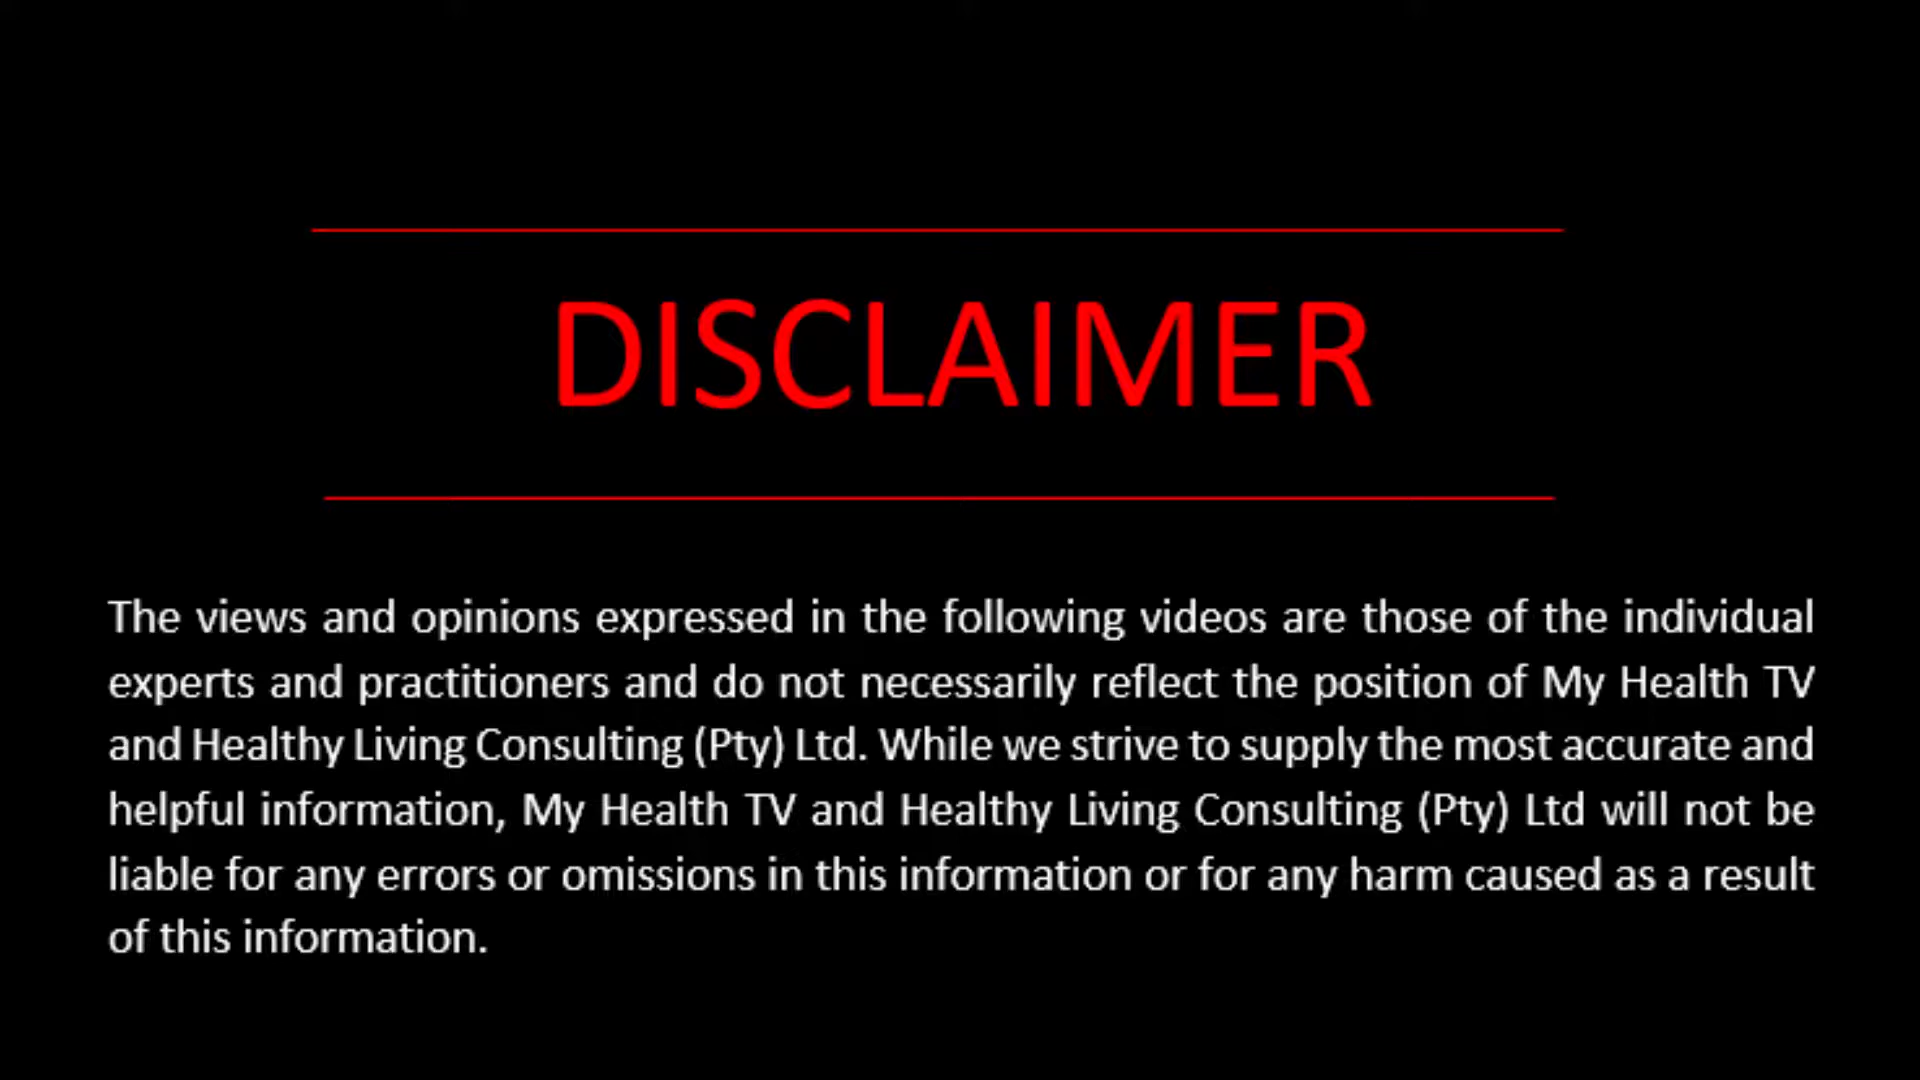 DISCLAIMER
The views and opinions expressed in the following videos are those of the individual
experts and practitioners and do not necessarily reflect the position of My Health TV
and Healthy Living Consulting (Pty) Ltd. While we strive to supply the most accurate and
helpful information, My Health TV and Healthy Living Consulting (Pty) Ltd will not be
liable for any errors or omissions in this information or for any harm caused as a result
of this information.